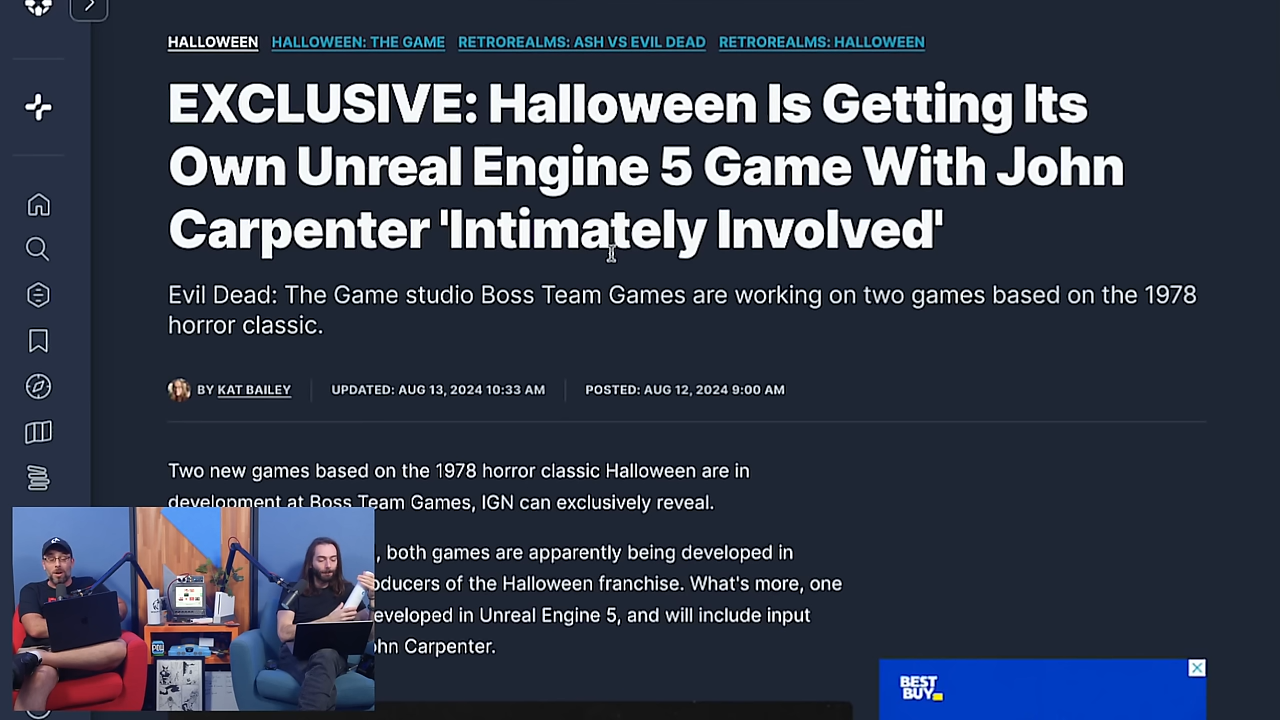 HALLOWEEN HALLOWEEN: THE GAME RETROREALMS: ASH VS EVIL DEAD RETROREALMS: HALLOWEEN
EXCLUSIVE: Halloween Is Getting Its
Own Unreal Engine 5 Game With John
Carpenter 'Intimately Involved'
Evil Dead: The Game studio Boss Team Games are working on two games based on the 1978
horror classic.
BY KAT BAILEY UPDATED: AUG 13, 2024 10:33 AM POSTED: AUG 12, 2024 9:00 AM
Two new games based on the 1978 horror classic Halloween are in
development at Boss Team Games, IGN can exclusively reveal.
, both games are apparently being developed in
oducers of the Halloween franchise. What's more, one
eveloped in Unreal Engine 5, and will include input
ohn Carpenter.
POW
BEST
BUY